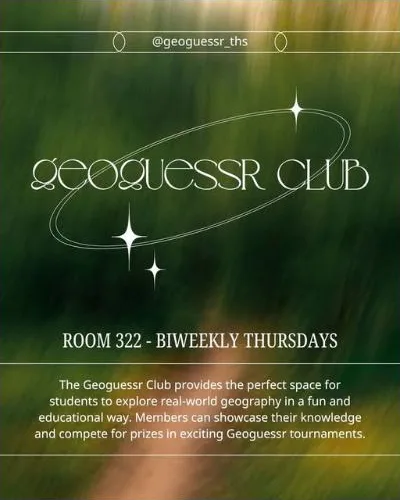 @geoguessr_ths
geoguessr club
ROOM 322 - BIWEEKLY THURSDAYS
The Geoguessr Club provides the perfect space for
students to explore real-world geography in a fun and
educational way. Members can showcase their knowledge
and compete for prizes in exciting Geoguessr tournaments.